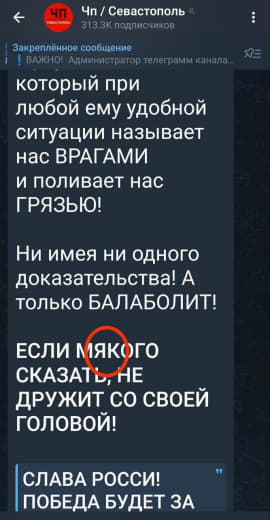 Чп / Севастополь
313.3K подписчиков
Закреплённое сообщение
ВАЖНО! Администратор телеграмм канала...
который при
любой ему удобной
ситуации называет
нас ВРАГАМИ
и поливает нас
ГРЯЗЬЮ!
Ни имея ни одного
доказательства! А
только БАЛАБОЛИТ!
ЕСЛИ МЯКОГО
СКАЗАТЬ, НЕ
ДРУЖИТ СО СВОЕЙ
ГОЛОВОЙ!
СЛАВА РОССИ!
ПОБЕДА БУДЕТ ЗА